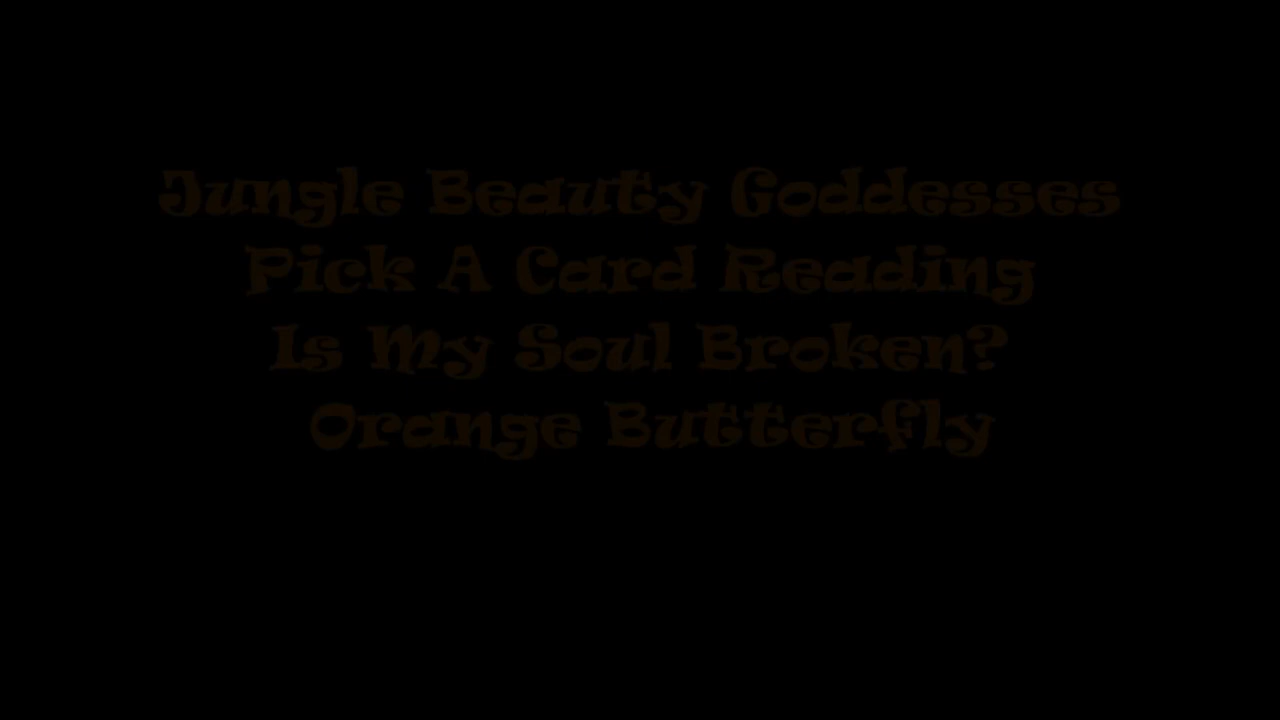 Jungle Beauty Goddesses
Pick A Card Reading
Is My Soul Broken?
Orange Butterfly